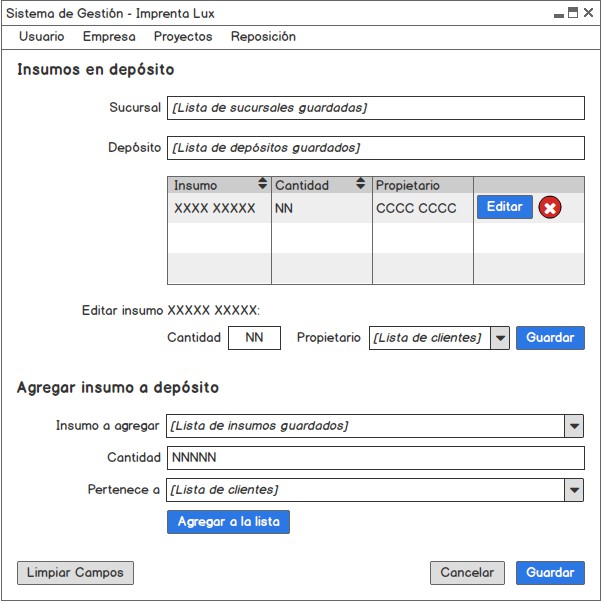 Sistema de Gestión - Imprenta Lux
Usuario Empresa Proyectos Reposición
Insumos en depósito
Sucursal [Lista de sucursales guardadas]
Depósito [Lista de depósitos guardados]
Insumo Cantidad Propietario
XXXX XXXXX NN CCCC CCCC Editar
Editar insumo XXXXX XXXXX:
Cantidad NN Propietario [Lista de clientes] Guardar
Agregar insumo a depósito
Insumo a agregar [Lista de insumos guardados]
Cantidad NNNNN
Pertenece a [Lista de clientes]
Agregar a la lista
Limpiar Campos Cancelar Guardar